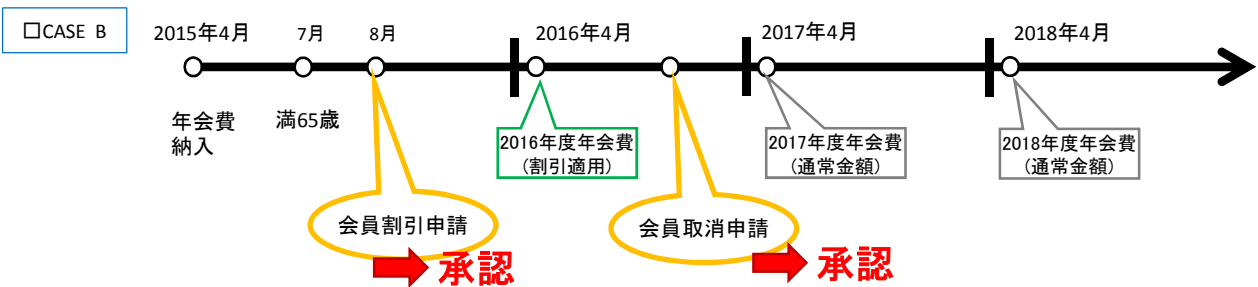 □CASE B
2015年4月
7月
8月
2016年4月
2017年4月
2018年4月
年会費
納入
満65歳
2016年度年会費
(割引適用)
2017年度年会費
(通常金額)
2018年度年会費
(通常金額)
会員割引申請
会員取消申請
承認
承認